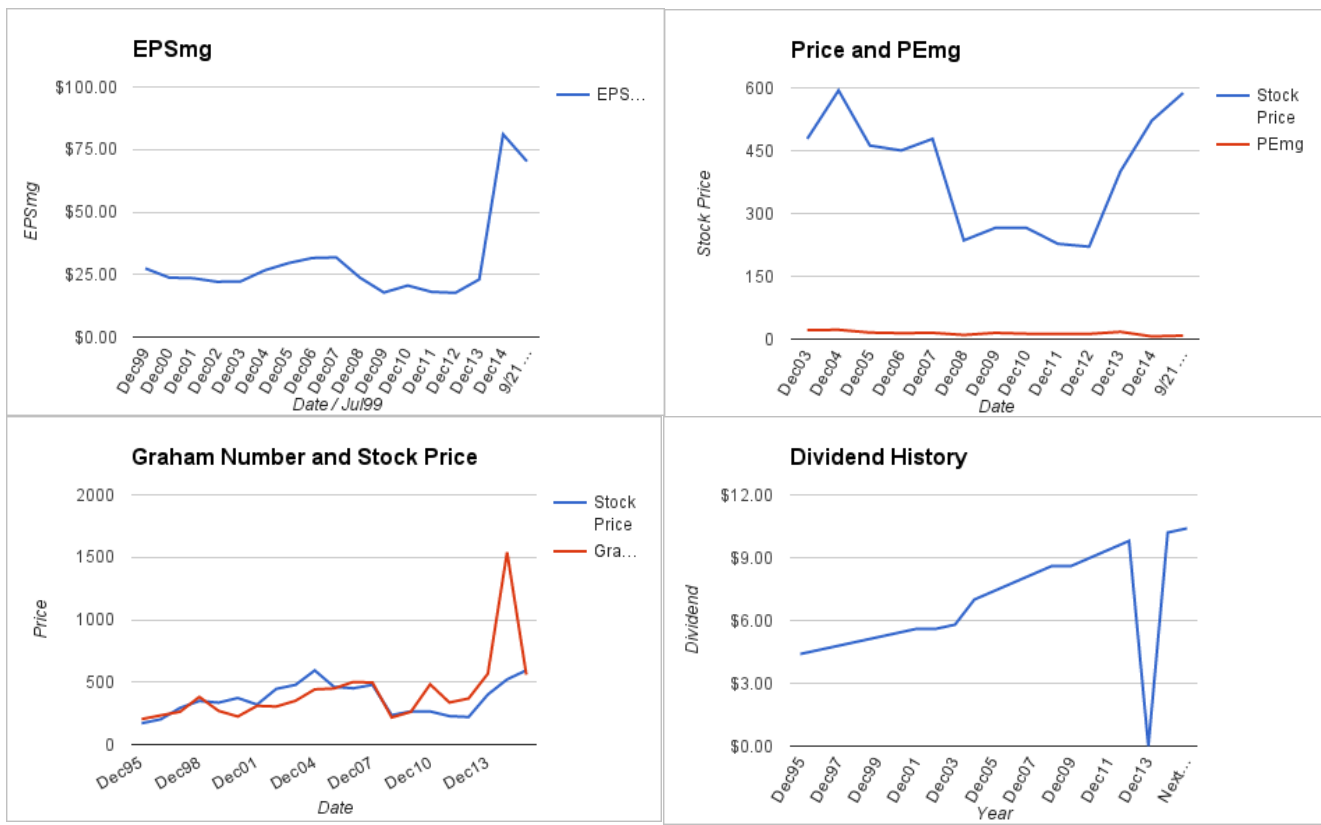 EPSmg
$100.00
$75.00
$50.00
$25.00
$0.00
EPSmg
EPS...
Dec99
Dec00
Dec01
Dec02
Dec03
Dec04
Dec05
Dec06
Dec07
Dec08
Dec09
Dec10
Dec11
Dec12
Dec13
Dec14
9/21 ...
Date / Jul99
Price and PEmg
600
450
300
150
0
Stock Price
Stock
Price
PEmg
Dec03
Dec04
Dec05
Dec06
Dec07
Dec08
Dec09
Dec10
Dec11
Dec12
Dec13
Dec14
9/21 ...
Date
Graham Number and Stock Price
2000
1500
1000
500
0
Price
Stock
Price
Gra...
Dec95
Dec98
Dec01
Dec04
Dec07
Dec10
Dec13
Date
Dividend History
$12.00
$9.00
$6.00
$3.00
$0.00
Dividend
Dec95
Dec97
Dec99
Dec01
Dec03
Dec05
Dec07
Dec09
Dec11
Dec13
Next...
Year